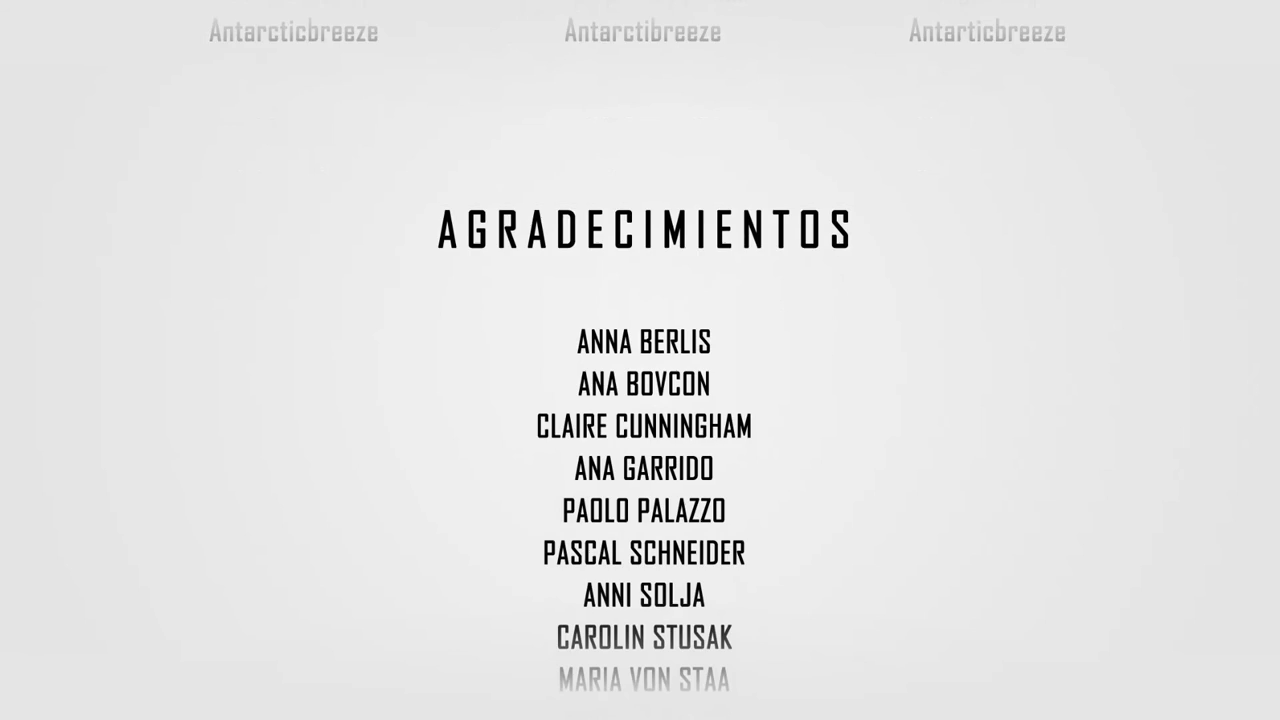 Antarcticbreeze Antarctibreeze Antarticbreeze
AGRADECIMIENTOS
ANNA BERLIS
ANA BOVCON
CLAIRE CUNNINGHAM
ANA GARRIDO
PAOLO PALAZZO
PASCAL SCHNEIDER
ANNI SOLJA
CAROLIN STUSAK
MARIA VON STAA